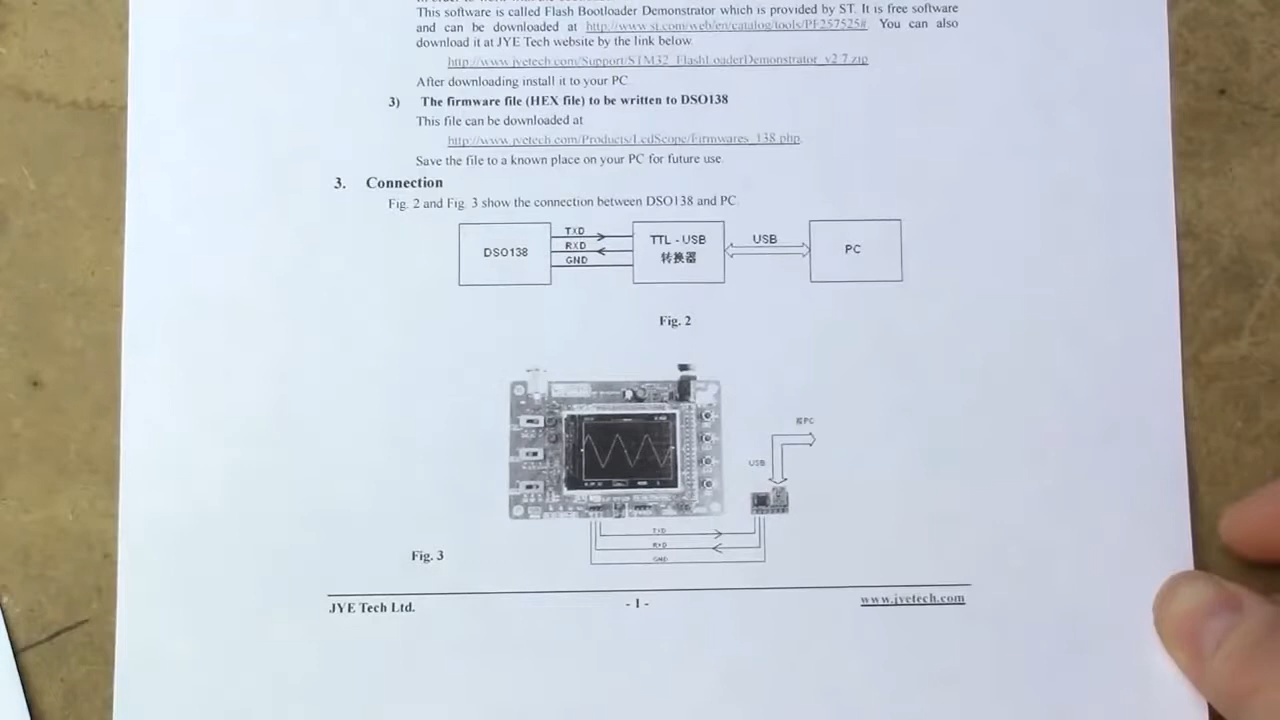 This software is called Flash Bootloader Demonstrator which is provided by ST. It is free software
and can be downloaded at http://www.st.com/web/en/catalog/tools/PF257525#. You can also
download it at JYE Tech website by the link below.
http://www.jyetech.com/Support/STM32_FlashLoaderDemonstrator_v2.7.zip
After downloading install it to your PC.
3) The firmware file (HEX file) to be written to DSO138
This file can be downloaded at
http://www.jyetech.com/Products/LcdScope/Firmwares_138.php.
Save the file to a known place on your PC for future use.
3. Connection
Fig. 2 and Fig. 3 show the connection between DSO138 and PC.
DSO138
TXD
RXD
GND
TTL - USB
转换器
USB
PC
Fig. 2
USB
TXD
RXD
GND
Fig. 3
JYE Tech Ltd.
- 1 -
www.jyetech.com